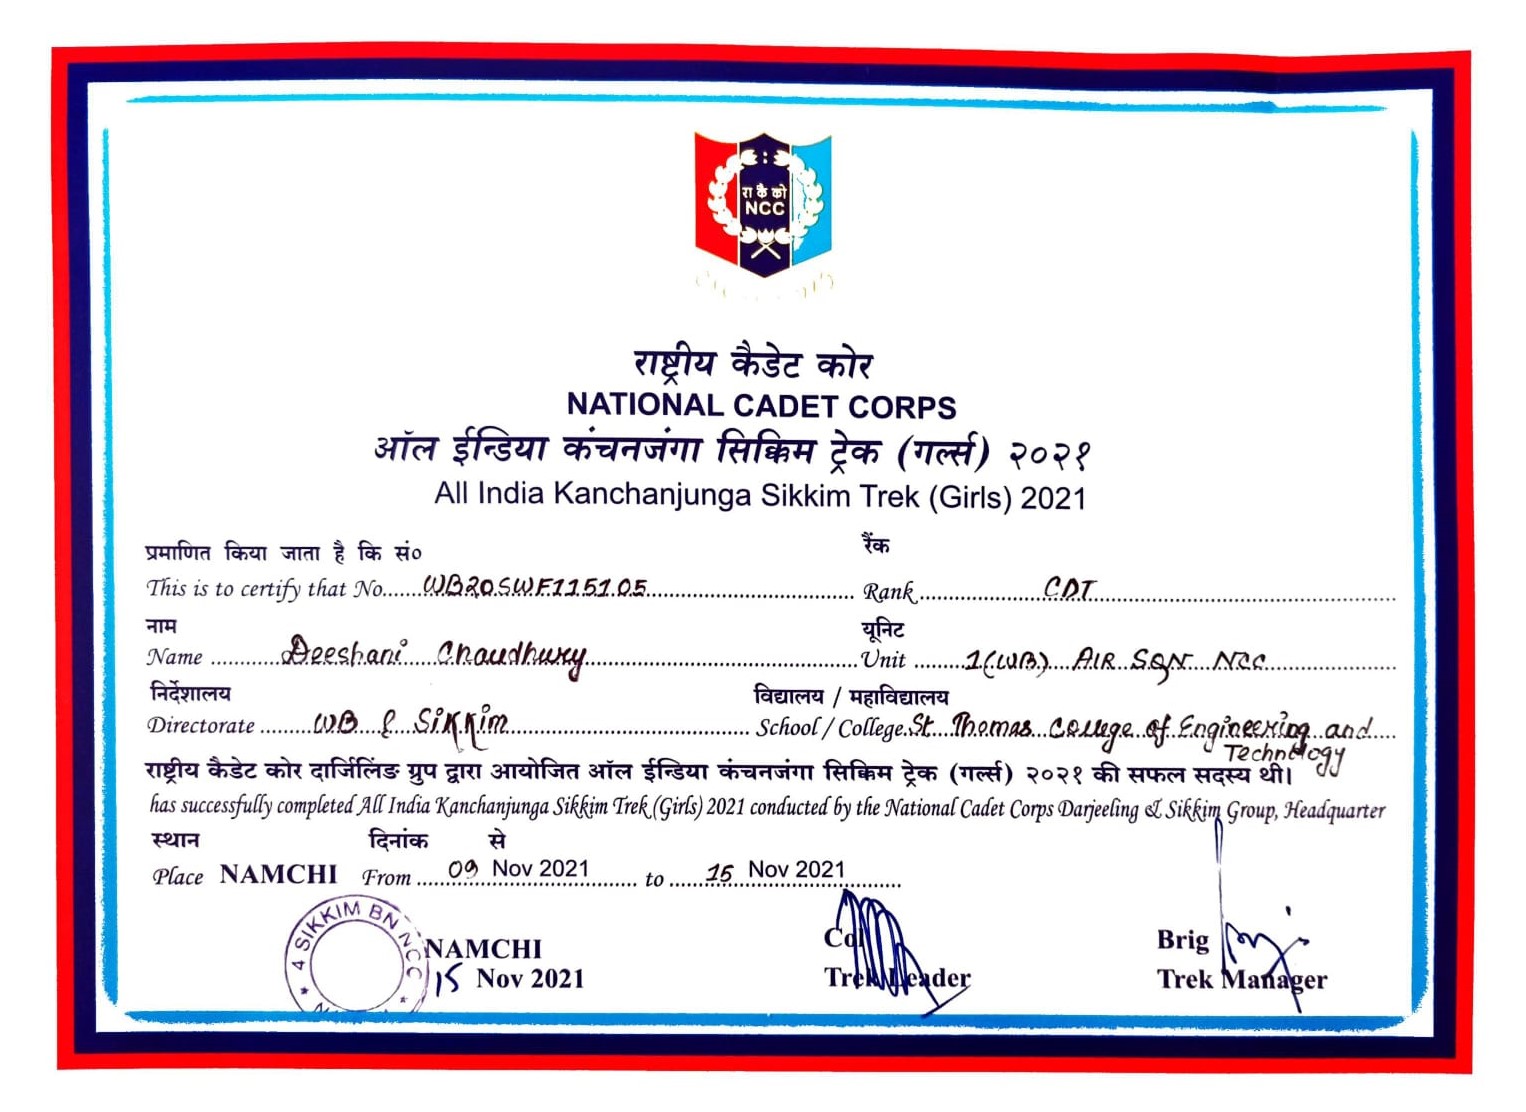 रा कै को
NCC
राष्ट्रीय कैडेट कोर
NATIONAL CADET CORPS
ऑल ईन्डिया कंचनजंगा सिक्किम ट्रेक (गर्ल्स) २०२१
All India Kanchanjunga Sikkim Trek (Girls) 2021
प्रमाणित किया जाता है कि सं० रैंक
This is to certify that No......WB20SWF115105...... Rank......CDT......
नाम यूनिट
Name ......Deeshani Chaudhury...... Unit ......1(WB) AIR SQN NCC......
निर्देशालय विद्यालय / महाविद्यालय
Directorate ......WB & Sikkim...... School / College.St. Thomas College of Engineering and
Technology
राष्ट्रीय कैडेट कोर दार्जिलिंङ ग्रुप द्वारा आयोजित ऑल ईन्डिया कंचनजंगा सिक्किम ट्रेक (गर्ल्स) २०२१ की सफल सदस्य थी।
has successfully completed All India Kanchanjunga Sikkim Trek (Girls) 2021 conducted by the National Cadet Corps Darjeeling & Sikkim Group, Headquarter
स्थान दिनांक से
Place NAMCHI From ......09 Nov 2021...... to ......15 Nov 2021......
4 SIKKIM BN NCC
NAMCHI
15 Nov 2021
Col
Trek Leader
Brig
Trek Manager